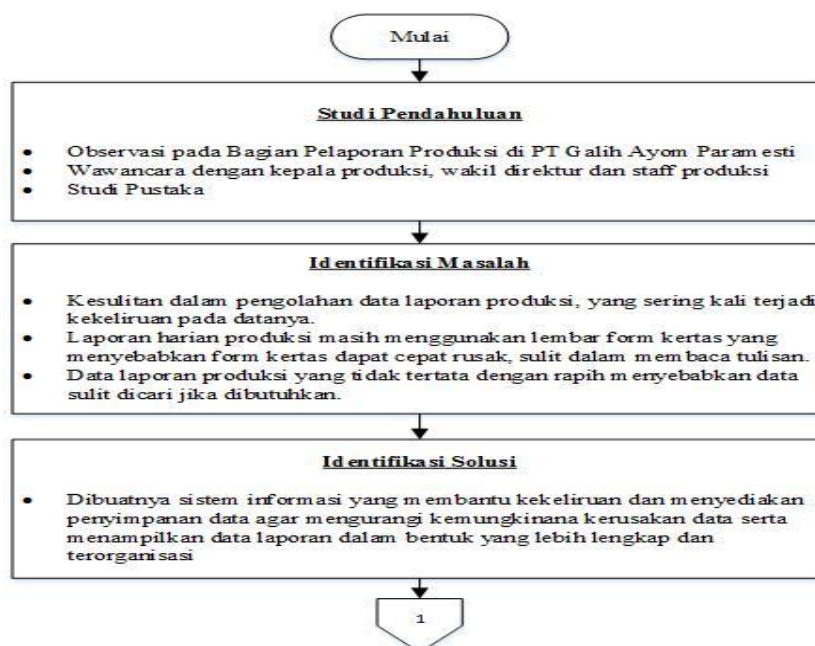 Mulai
Studi Pendahuluan
● Observasi pada Bagian Pelaporan Produksi di PT Galih Ayom Paramesti
● Wawancara dengan kepala produksi, wakil direktur dan staff produksi
● Studi Pustaka
Identifikasi Masalah
● Kesulitan dalam pengolahan data laporan produksi, yang sering kali terjadi
kekeliruan pada datanya.
● Laporan harian produksi masih menggunakan lembar form kertas yang
menyebabkan form kertas dapat cepat rusak, sulit dalam membaca tulisan.
● Data laporan produksi yang tidak tertata dengan rapih menyebabkan data
sulit dicari jika dibutuhkan.
Identifikasi Solusi
● Dibuatnya sistem informasi yang membantu kekeliruan dan menyediakan
penyimpanan data agar mengurangi kemungkinana kerusakan data serta
menampilkan data laporan dalam bentuk yang lebih lengkap dan
terorganisasi
1